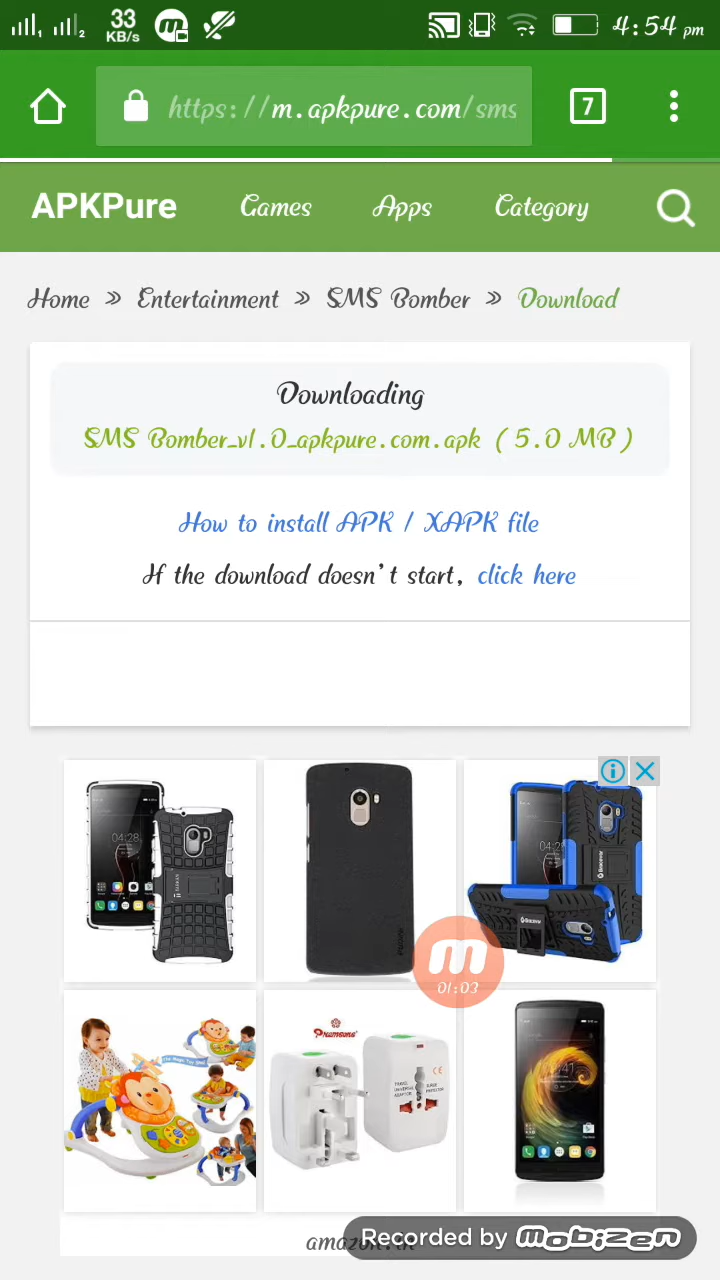 33
KB/s
4:54 pm
https://m.apkpure.com/sms
7
APKPure Games Apps Category
Home » Entertainment » SMS Bomber » Download
Downloading
SMS Bomber_v1.0_apkpure.com.apk ( 5.0 MB )
How to install APK / XAPK file
If the download doesn't start, click here
04:28
01:03
Recorded by mobizen